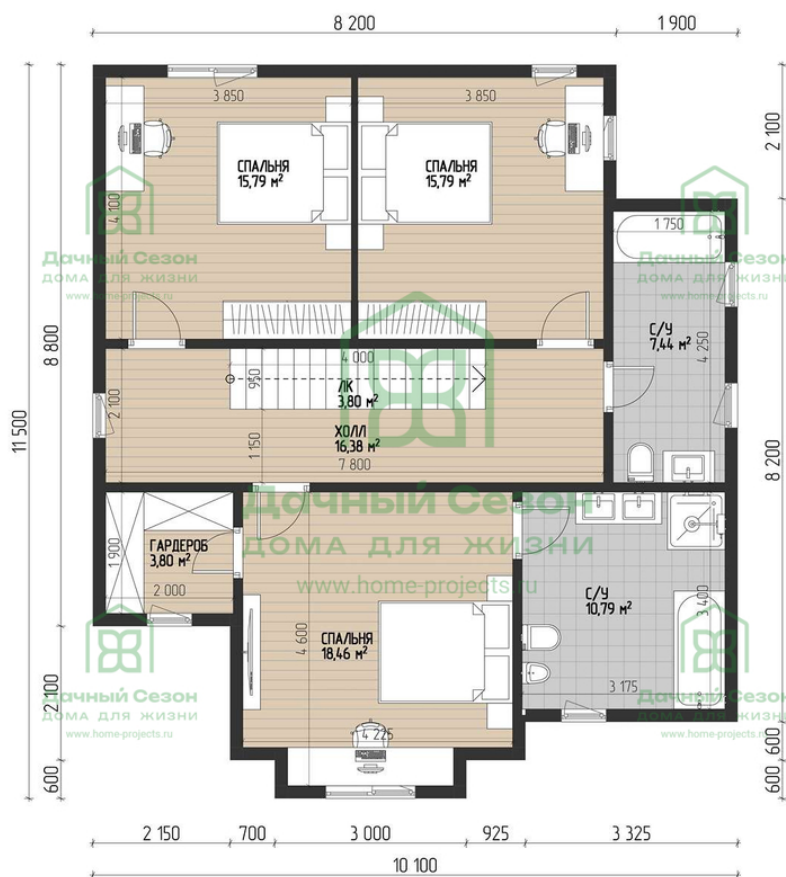 8 200
1 900
3 850
3 850
СПАЛЬНЯ
15,79 м²
СПАЛЬНЯ
15,79 м²
4 100
2 100
11 500
8 800
Дачный Сезон
ДОМА ДЛЯ ЖИЗНИ
www.home-projects.ru
1 750
Дачный Сезон
ДОМА ДЛЯ ЖИЗНИ
www.home-projects.ru
С/У
7,44 м²
4 250
4 000
950
ЛК
3,80 м²
2 100
1 150
ХОЛЛ
16,38 м²
7 800
8 200
Дачный Сезон
ДОМА ДЛЯ ЖИЗНИ
www.home-projects.ru
ГАРДЕРОБ
3,80 м²
1 900
2 000
С/У
10,79 м²
3 400
СПАЛЬНЯ
18,46 м²
4 600
3 175
4 225
2 100
600
Дачный Сезон
ДОМА ДЛЯ ЖИЗНИ
www.home-projects.ru
Дачный Сезон
ДОМА ДЛЯ ЖИЗНИ
www.home-projects.ru
600
600
2 150
700
3 000
925
3 325
10 100